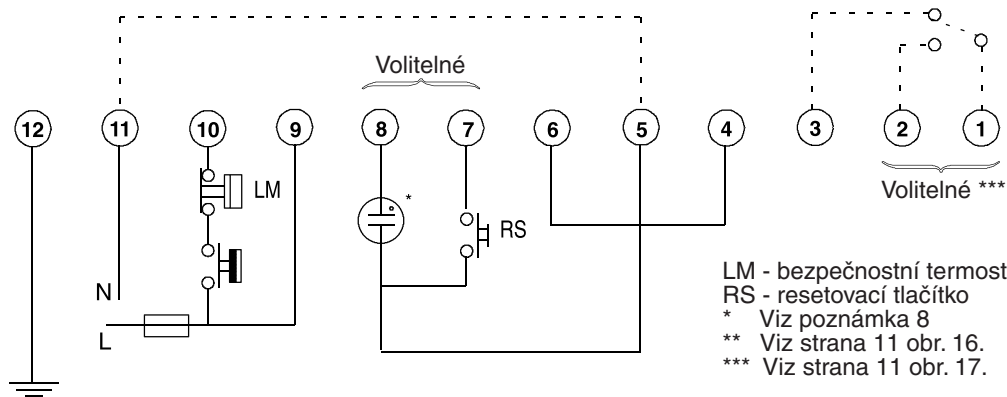 Volitelné
12 11 10 9 8 7 6 5 4 3 2 1
LM
*
RS
Volitelné ***
N
L
LM - bezpečnostní termost
RS - resetovací tlačítko
* Viz poznámka 8
** Viz strana 11 obr. 16.
*** Viz strana 11 obr. 17.